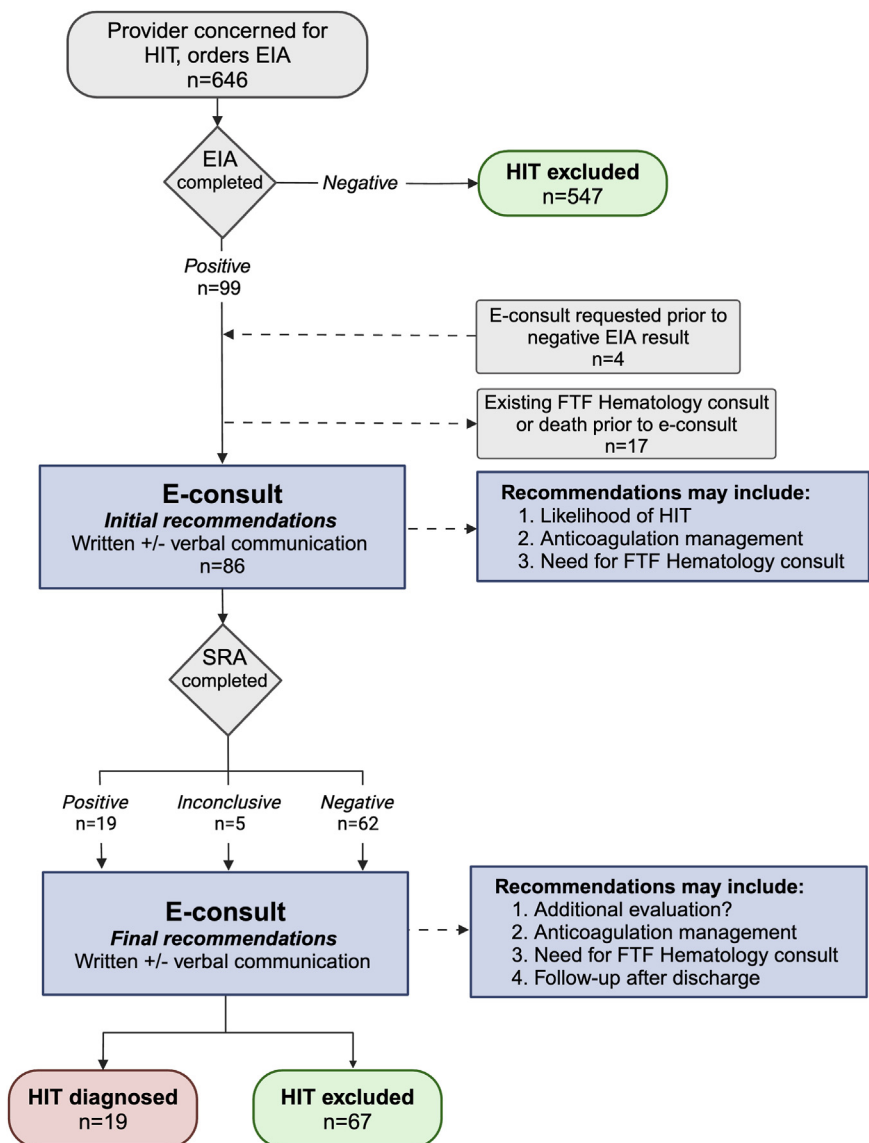 Provider concerned for
HIT, orders EIA
n=646
EIA
completed
Negative
HIT excluded
n=547
Positive
n=99
E-consult requested prior to
negative EIA result
n=4
Existing FTF Hematology consult
or death prior to e-consult
n=17
E-consult
Initial recommendations
Written +/- verbal communication
n=86
Recommendations may include:
1. Likelihood of HIT
2. Anticoagulation management
3. Need for FTF Hematology consult
SRA
completed
Positive
n=19
Inconclusive
n=5
Negative
n=62
E-consult
Final recommendations
Written +/- verbal communication
Recommendations may include:
1. Additional evaluation?
2. Anticoagulation management
3. Need for FTF Hematology consult
4. Follow-up after discharge
HIT diagnosed
n=19
HIT excluded
n=67